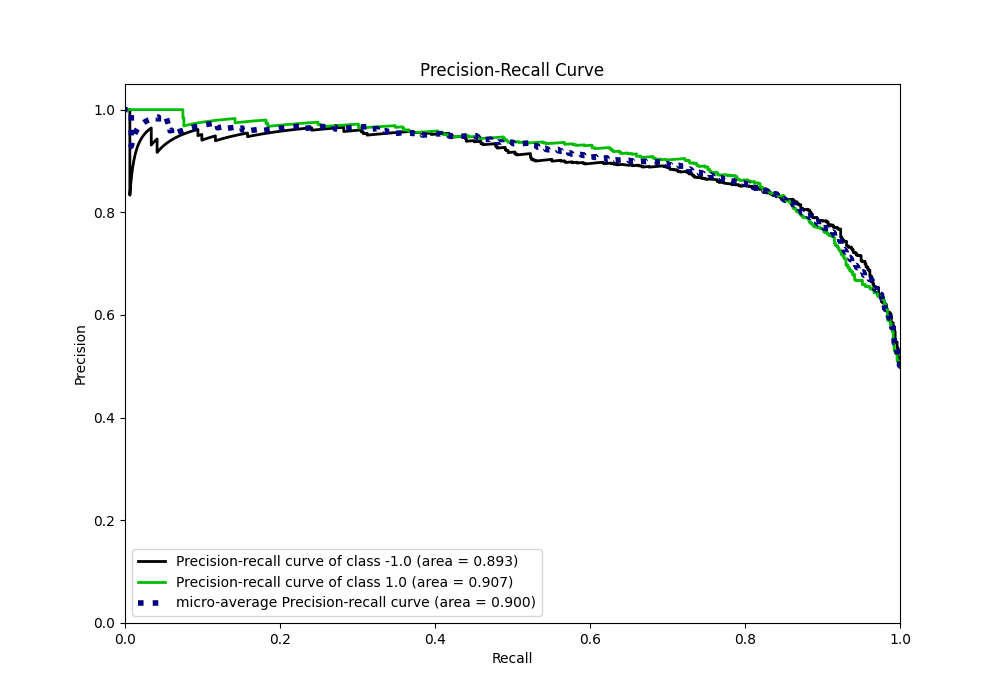 Precision-Recall Curve
1.0
0.8
0.6
0.4
0.2
0.0
Precision
Precision-recall curve of class -1.0 (area = 0.893)
Precision-recall curve of class 1.0 (area = 0.907)
micro-average Precision-recall curve (area = 0.900)
0.0 0.2 0.4 0.6 0.8 1.0
Recall